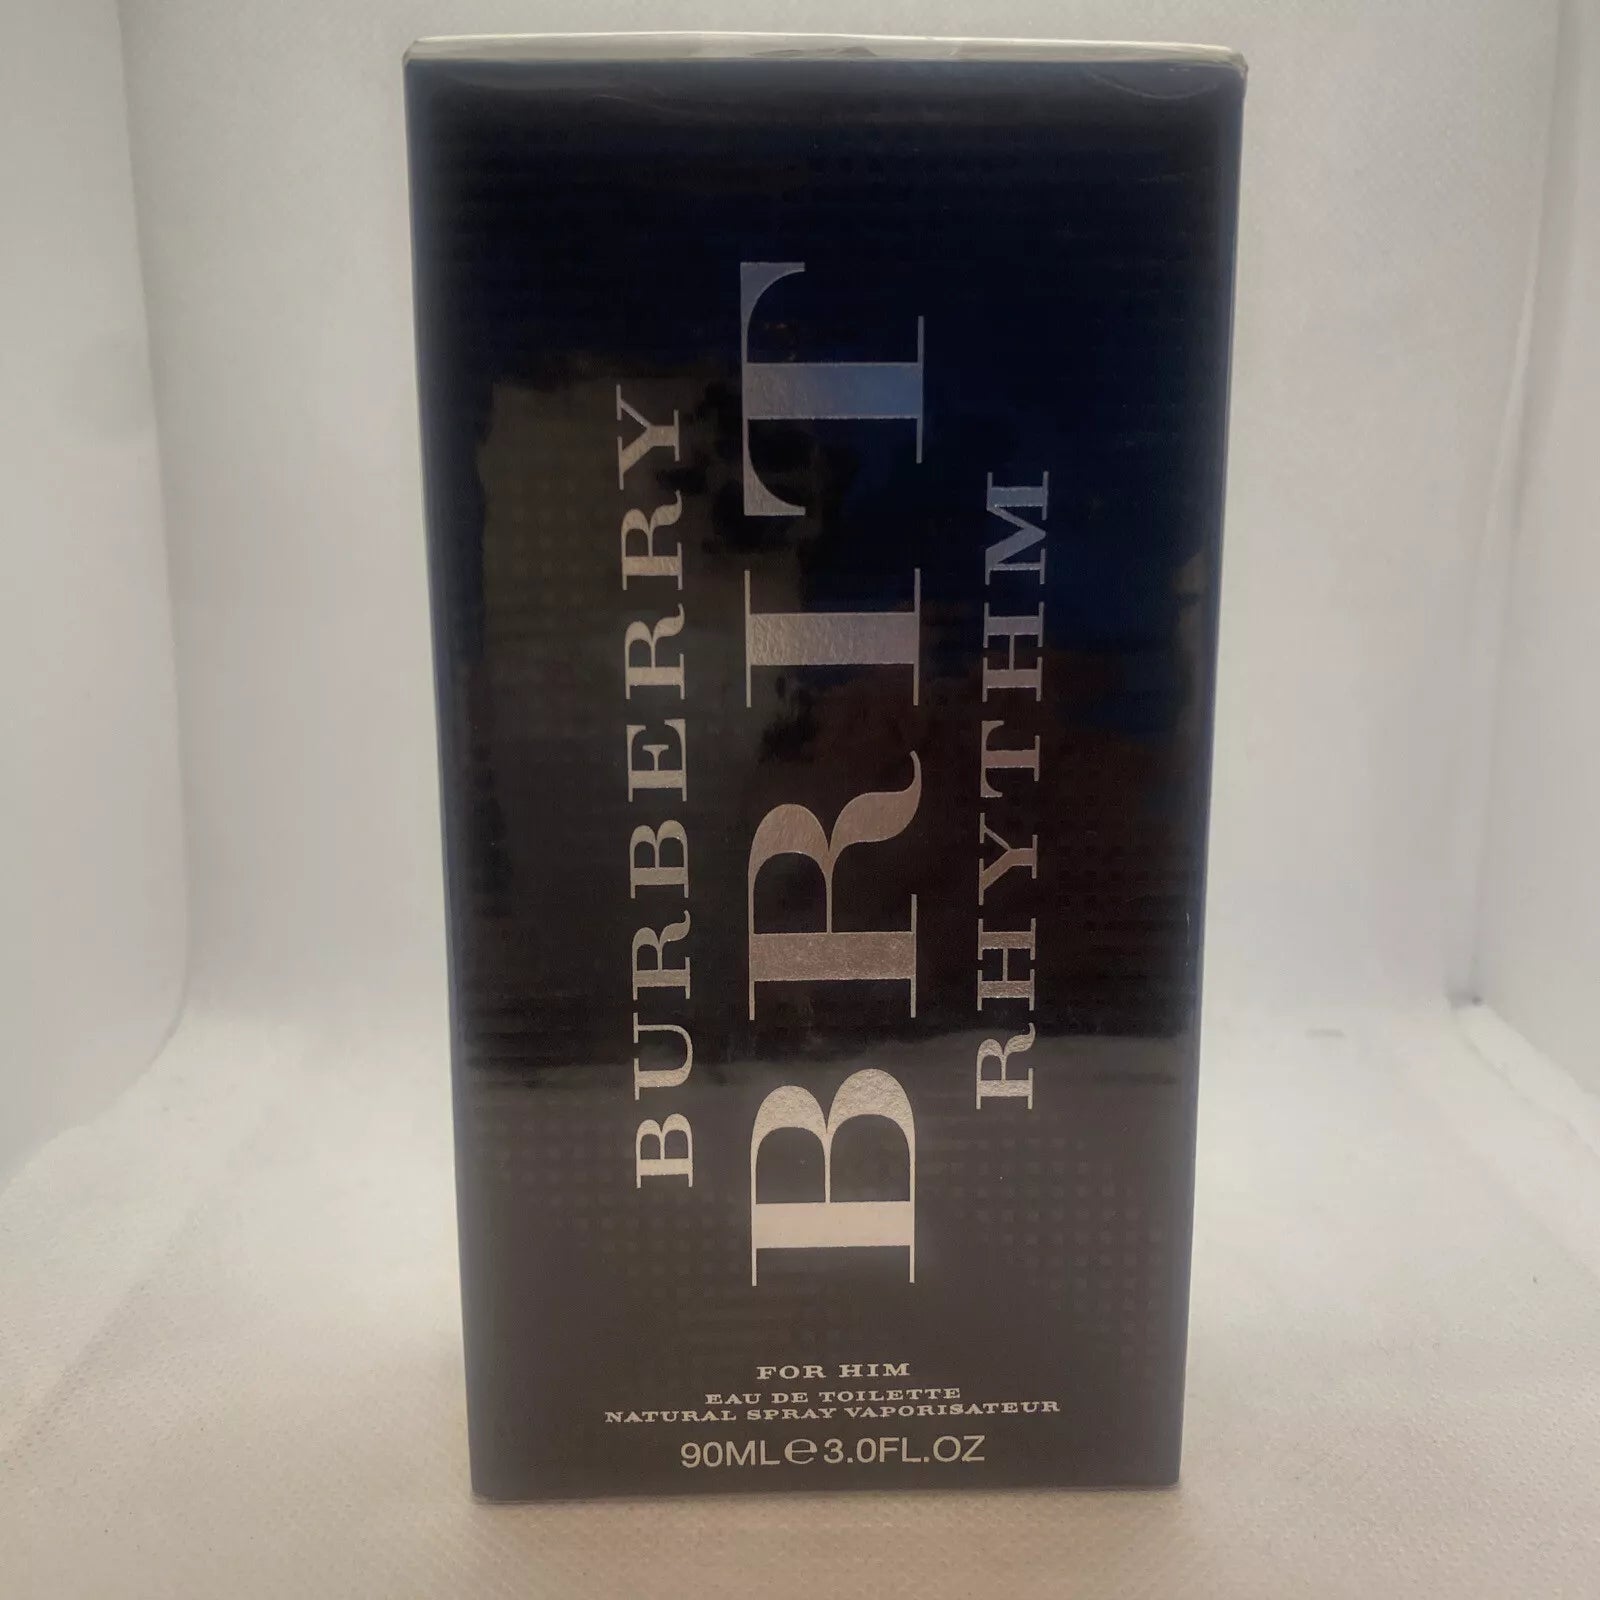 BURBERRY
BRIT
RHYTHM
FOR HIM
EAU DE TOILETTE
NATURAL SPRAY VAPORISATEUR
90ML℮3.0FL.OZ